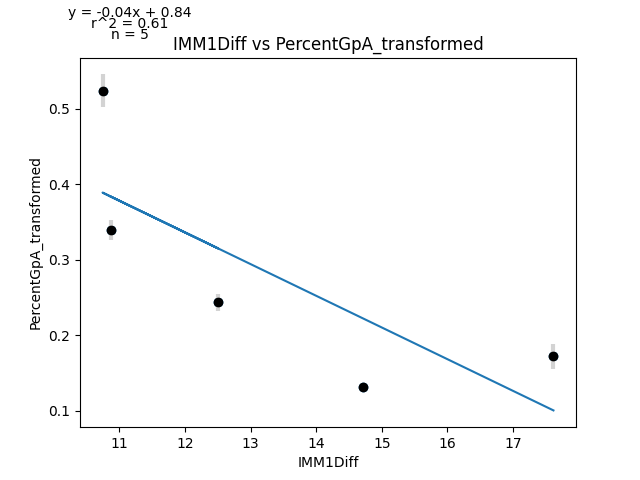 y = -0.04x + 0.84
r^2 = 0.61
n = 5
IMM1Diff vs PercentGpA_transformed
PercentGpA_transformed
0.5
0.4
0.3
0.2
0.1
11 12 13 14 15 16 17
IMM1Diff